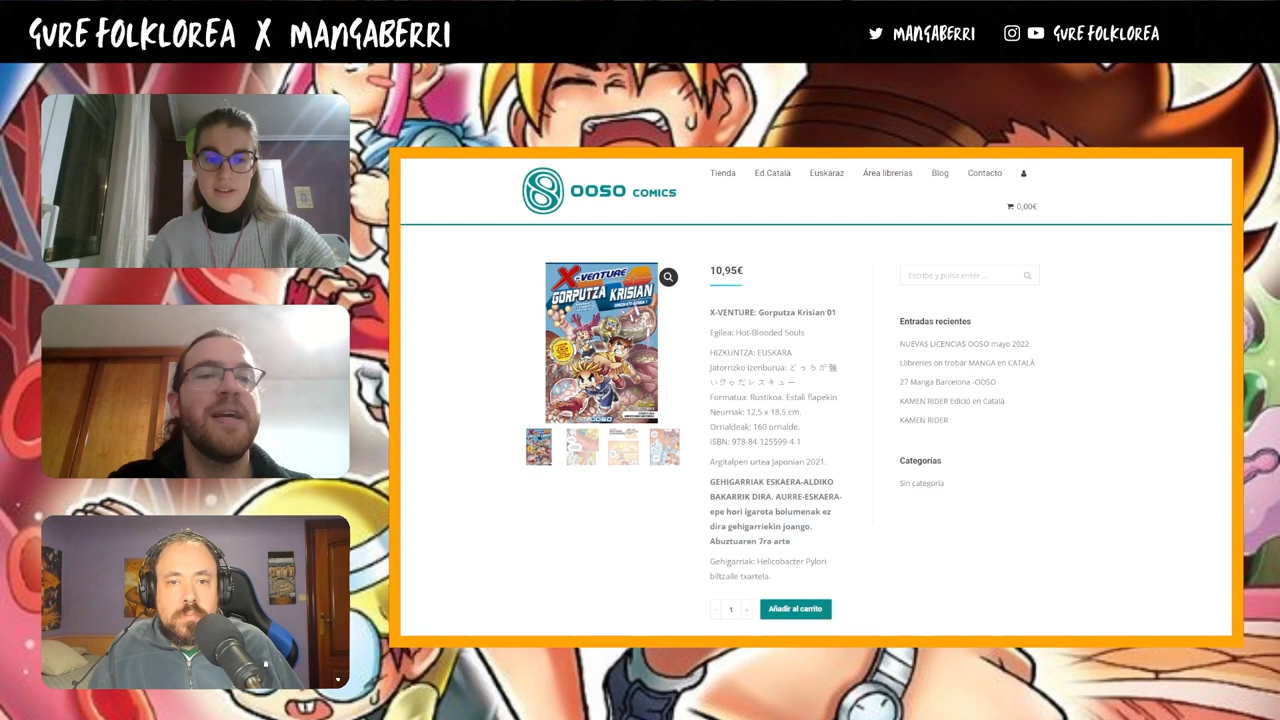 GURE FOLKLOREA X MANGABERRI
MANGABERRI
GURE FOLKLOREA
OOSO COMICS
Tienda
Ed.Català
Euskaraz
Área librerías
Blog
Contacto
0,00€
X-VENTURE
GORPUTZA KRISIAN
OOSO
10,95€
X-VENTURE: Gorputza Krisian 01
Egilea: Hot-Blooded Souls
HIZKUNTZA: EUSKARA
Jatorrizko izenburua: ど っ ち が 強
い!? ら だ レ ス キ ュ ー
Formatua: Rustikoa. Estali flapekin
Neurriak: 12,5 x 18,5 cm.
Orrialdeak: 160 orrialde.
ISBN: 978-84-125599-4-1
Argitalpen urtea Japonian 2021.
GEHIGARRIAK ESKAERA-ALDIKO
BAKARRIK DIRA. AURRE-ESKAERA-
epe hori igarota bolumenak ez
dira gehigarriekin joango.
Abuztuaren 7ra arte
Gehigarriak: Helicobacter Pylori
biltzaile txartela.
- 1 +
Añadir al carrito
Escribe y pulsa enter ...
Entradas recientes
NUEVAS LICENCIAS OOSO mayo 2022
Llibreries on trobar MANGA en CATALÀ
27 Manga Barcelona -OOSO
KAMEN RIDER Edició en Català
KAMEN RIDER
Categorías
Sin categoría